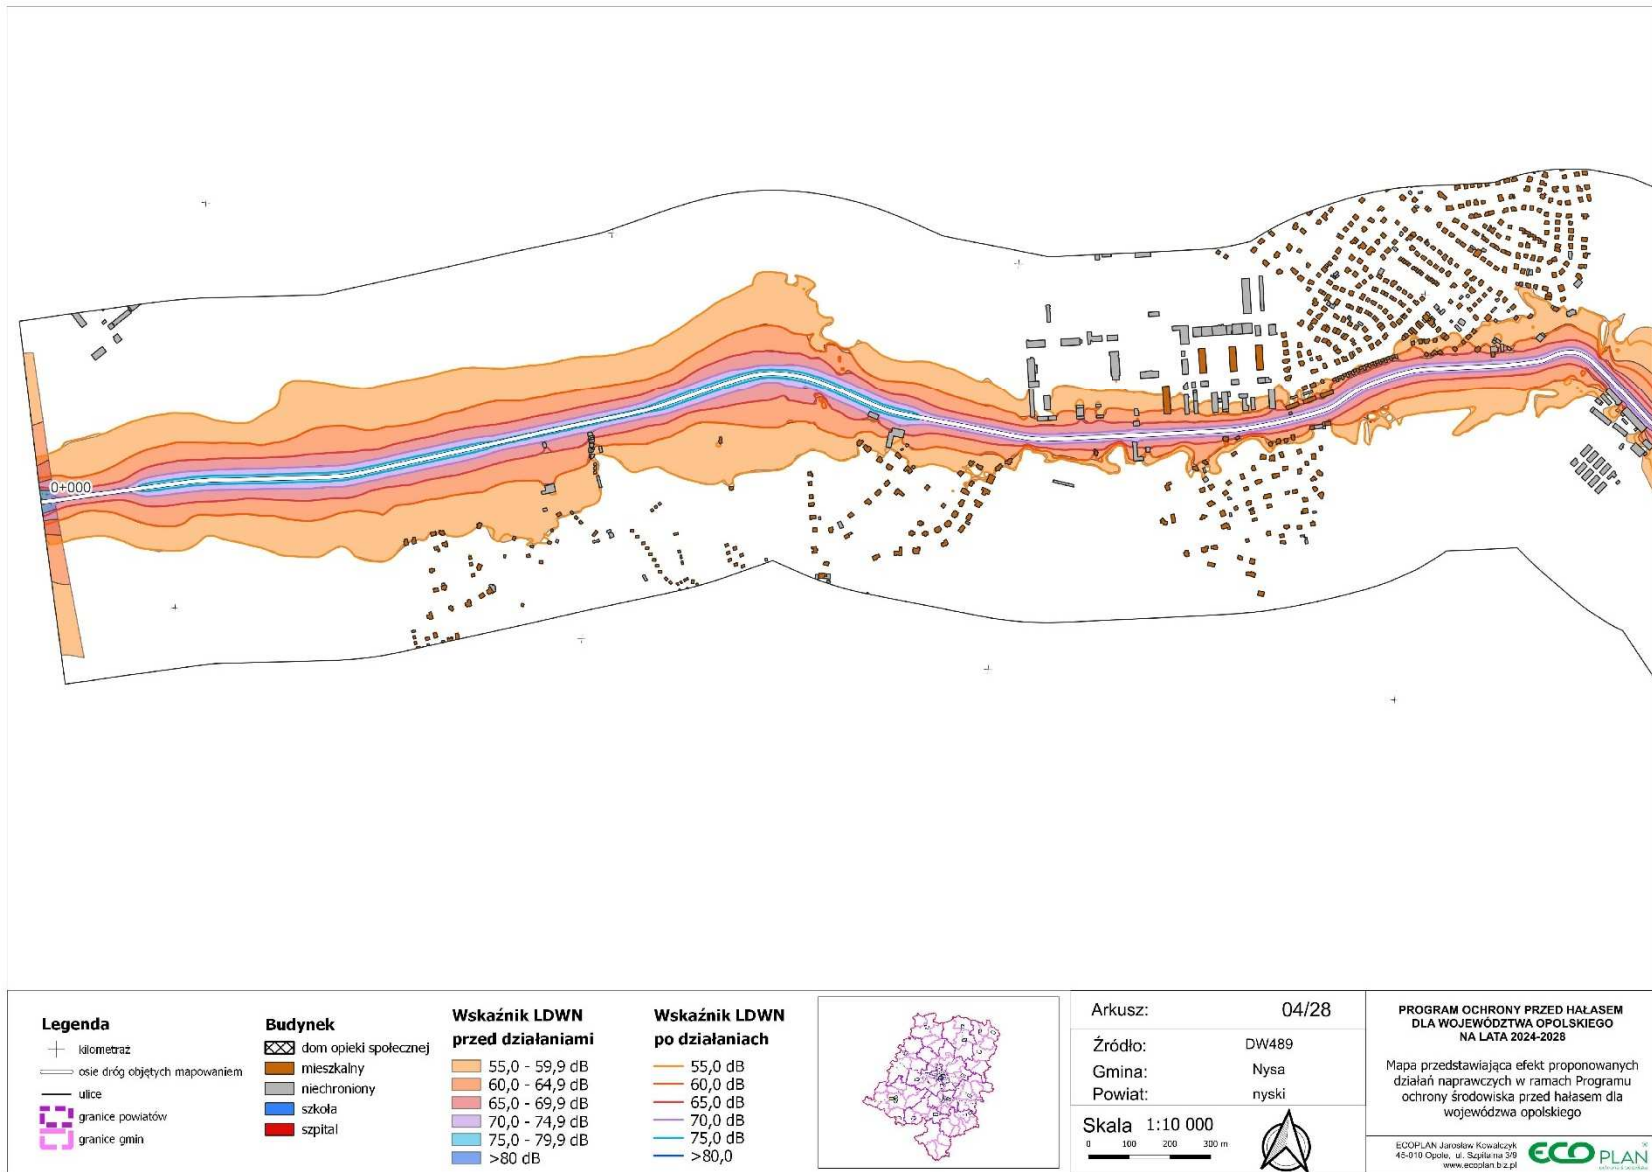 0+000
Legenda
kilometraż
osie dróg objętych mapowaniem
ulice
granice powiatów
granice gmin
Budynek
dom opieki społecznej
mieszkalny
niechroniony
szkoła
szpital
Wskaźnik LDWN
przed działaniami
55,0 - 59,9 dB
60,0 - 64,9 dB
65,0 - 69,9 dB
70,0 - 74,9 dB
75,0 - 79,9 dB
>80 dB
Wskaźnik LDWN
po działaniach
55,0 dB
60,0 dB
65,0 dB
70,0 dB
75,0 dB
>80,0
Arkusz: 04/28
Źródło: DW489
Gmina: Nysa
Powiat: nyski
Skala 1:10 000
0 100 200 300 m
PROGRAM OCHRONY PRZED HAŁASEM
DLA WOJEWÓDZTWA OPOLSKIEGO
NA LATA 2024-2028
Mapa przedstawiająca efekt proponowanych
działań naprawczych w ramach Programu
ochrony środowiska przed hałasem dla
wojewódzwa opolskiego
ECOPLAN Jarosław Kowalczyk
45-010 Opole, ul. Szpitalna 3/9
www.ecoplan.biz.pl
ECO PLAN